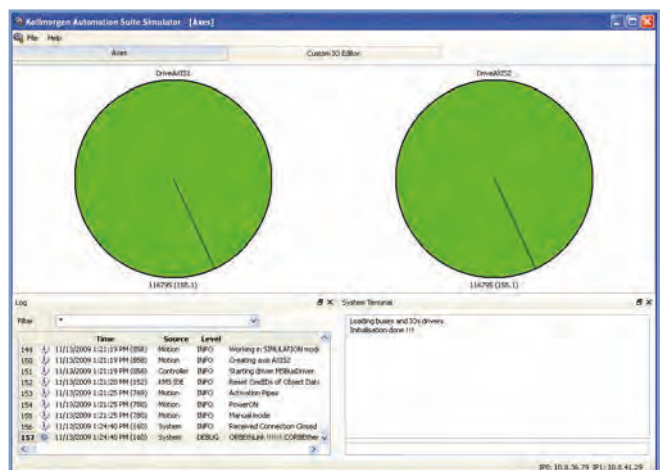 Kollmorgen Automation Suite Simulator - [Axes]
File Help
Axes Custom IO Editor
DriveAXIS1 DriveAXIS2
116795 (155.1) 116795 (155.1)
Log System Terminal
Filter *
Loading buses and IOs drivers
Initialisation done !!!
Time Source Level
149 11/13/2009 1:21:19 PM (858) Motion INFO Working in SIMULATION mode
150 11/13/2009 1:21:19 PM (858) Motion INFO Creating axis AXIS2
151 11/13/2009 1:21:19 PM (858) Controller INFO Starting driver MSBusDriver
152 11/13/2009 1:21:20 PM (152) KMS IDE INFO Reset CmdIDs of Object Data
153 11/13/2009 1:21:25 PM (769) Motion INFO Activation Pipes
154 11/13/2009 1:21:25 PM (780) Motion INFO PowerON
155 11/13/2009 1:21:25 PM (780) Motion INFO Manual mode
156 11/13/2009 1:24:40 PM (160) System INFO Received Connection Closed
157 11/13/2009 1:24:40 PM (160) System DEBUG
IP0: 10.8.36.79 IP1: 10.8.41.29